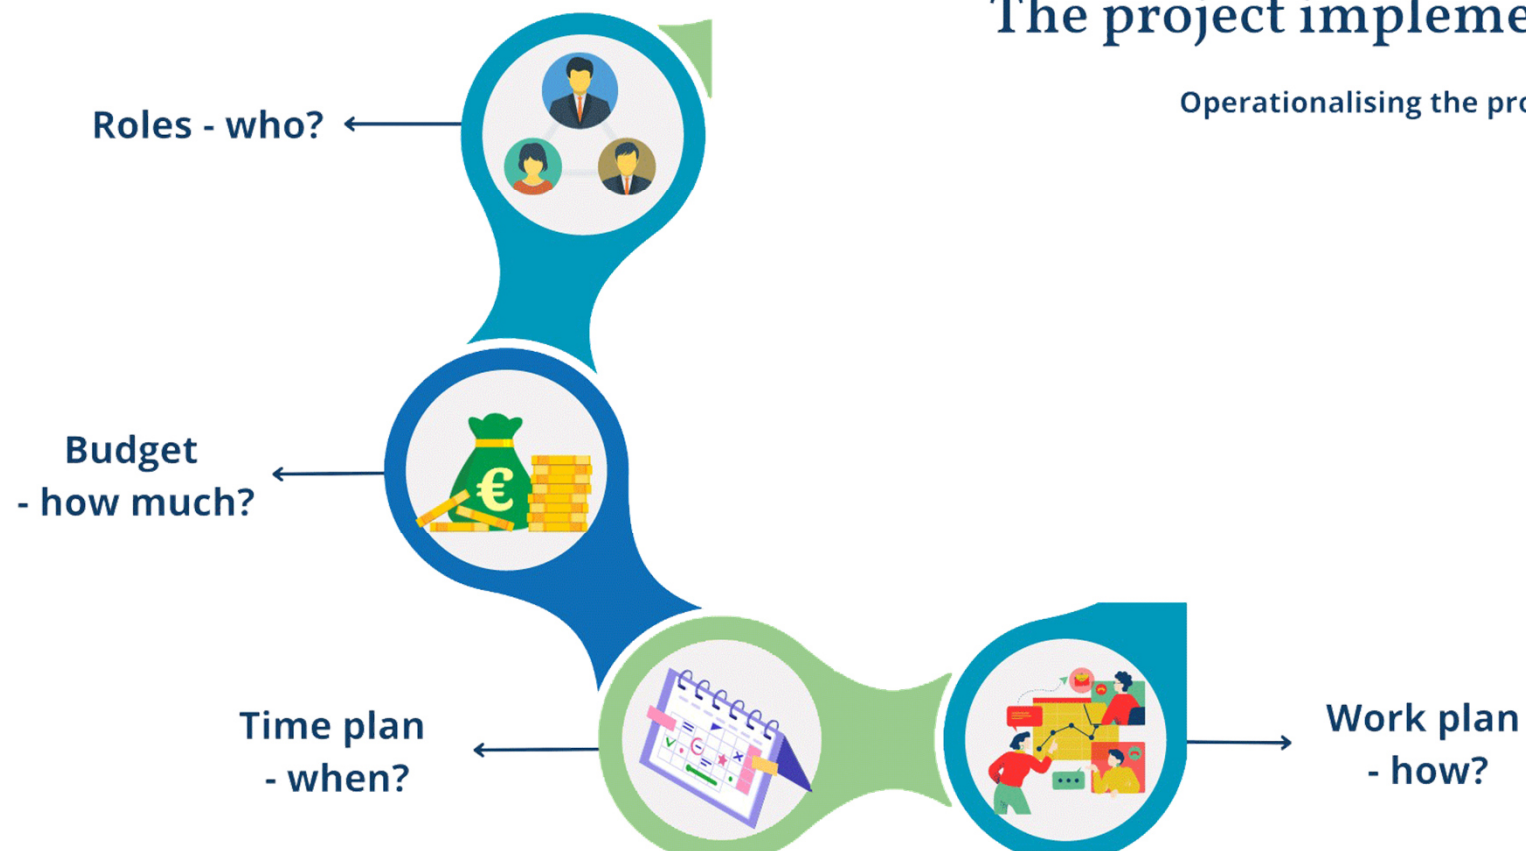 The project impleme
Operationalising the pro
Roles - who?
Budget
- how much?
€
Time plan
- when?
Work plan
- how?